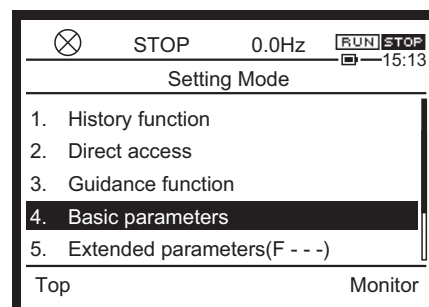 STOP 0.0Hz RUN STOP
15:13
Setting Mode
1. History function
2. Direct access
3. Guidance function
4. Basic parameters
5. Extended parameters(F - - -)
Top Monitor